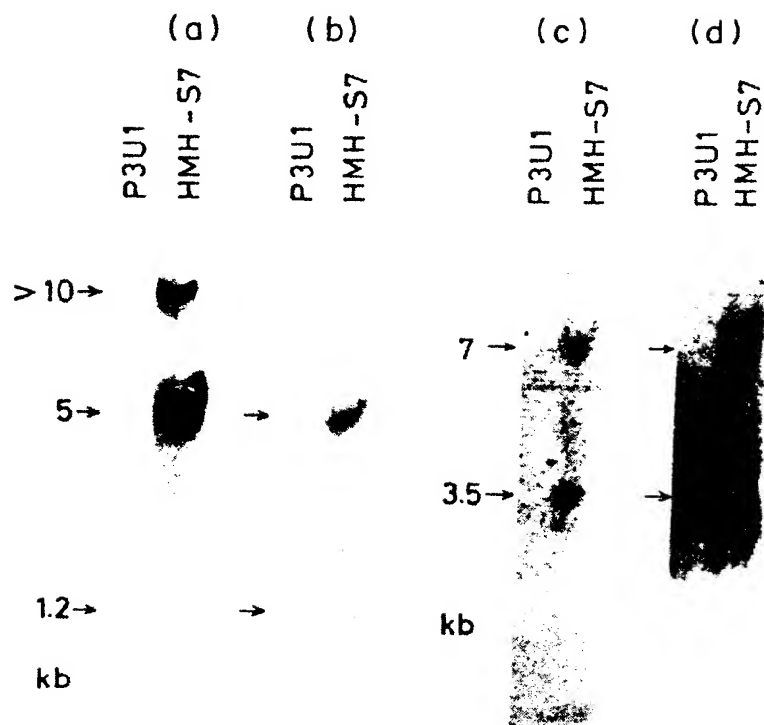 (a) (b) (c) (d)
P3U1
HMH-S7
P3U1
HMH-S7
P3U1
HMH-S7
P3U1
HMH-S7
> 10→
5→ →
1.2→ →
kb
7 → →
3.5→ →
kb